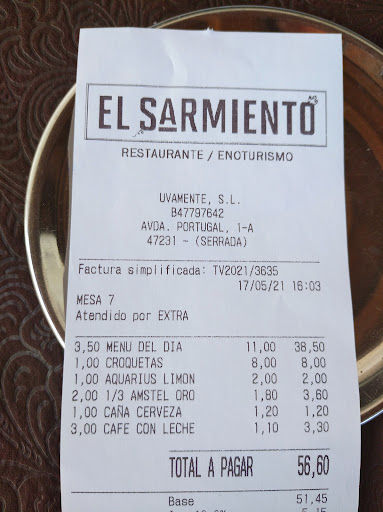 EL SARMIENTO
RESTAURANTE / ENOTURISMO
UVAMENTE, S.L.
B47797642
AVDA. PORTUGAL, 1-A
47231 - (SERRADA)
Factura simplificada: TV2021/3635
17/05/21 16:03
MESA 7
Atendido por EXTRA
3,50 MENU DEL DIA 11,00 38,50
1,00 CROQUETAS 8,00 8,00
1,00 AQUARIUS LIMON 2,00 2,00
2,00 1/3 AMSTEL ORO 1,80 3,60
1,00 CAÑA CERVEZA 1,20 1,20
3,00 CAFE CON LECHE 1,10 3,30
TOTAL A PAGAR 56,60
Base 51,45